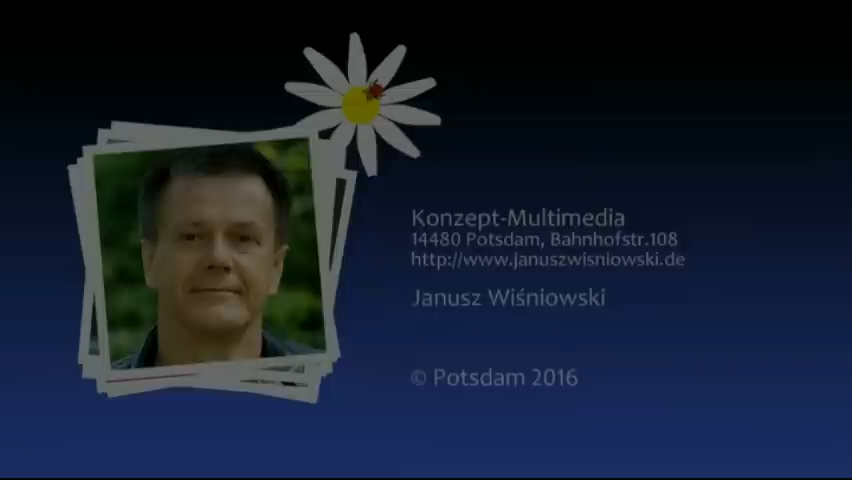 Konzept-Multimedia
14480 Potsdam, Bahnhofstr.108
http://www.januszwisniowski.de
Janusz Wiśniowski
© Potsdam 2016